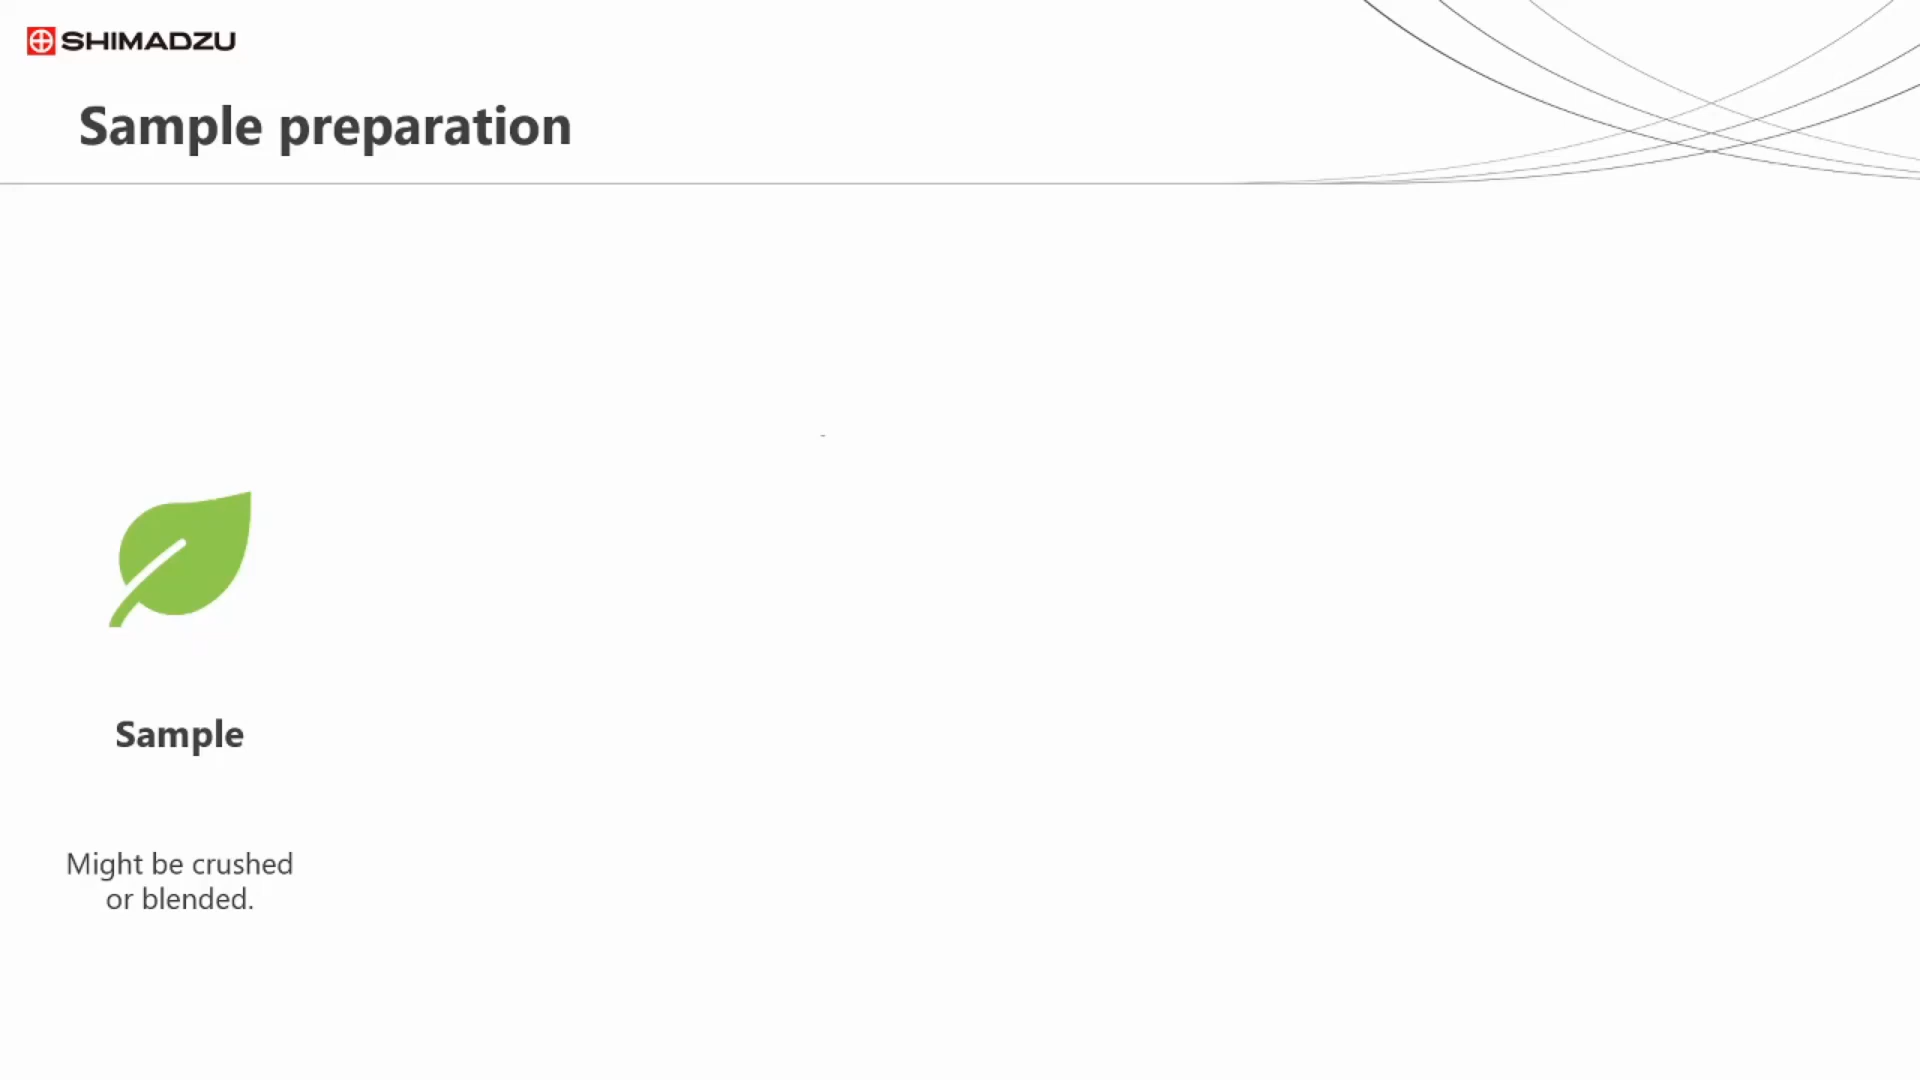 SHIMADZU
Sample preparation
Sample
Might be crushed
or blended.